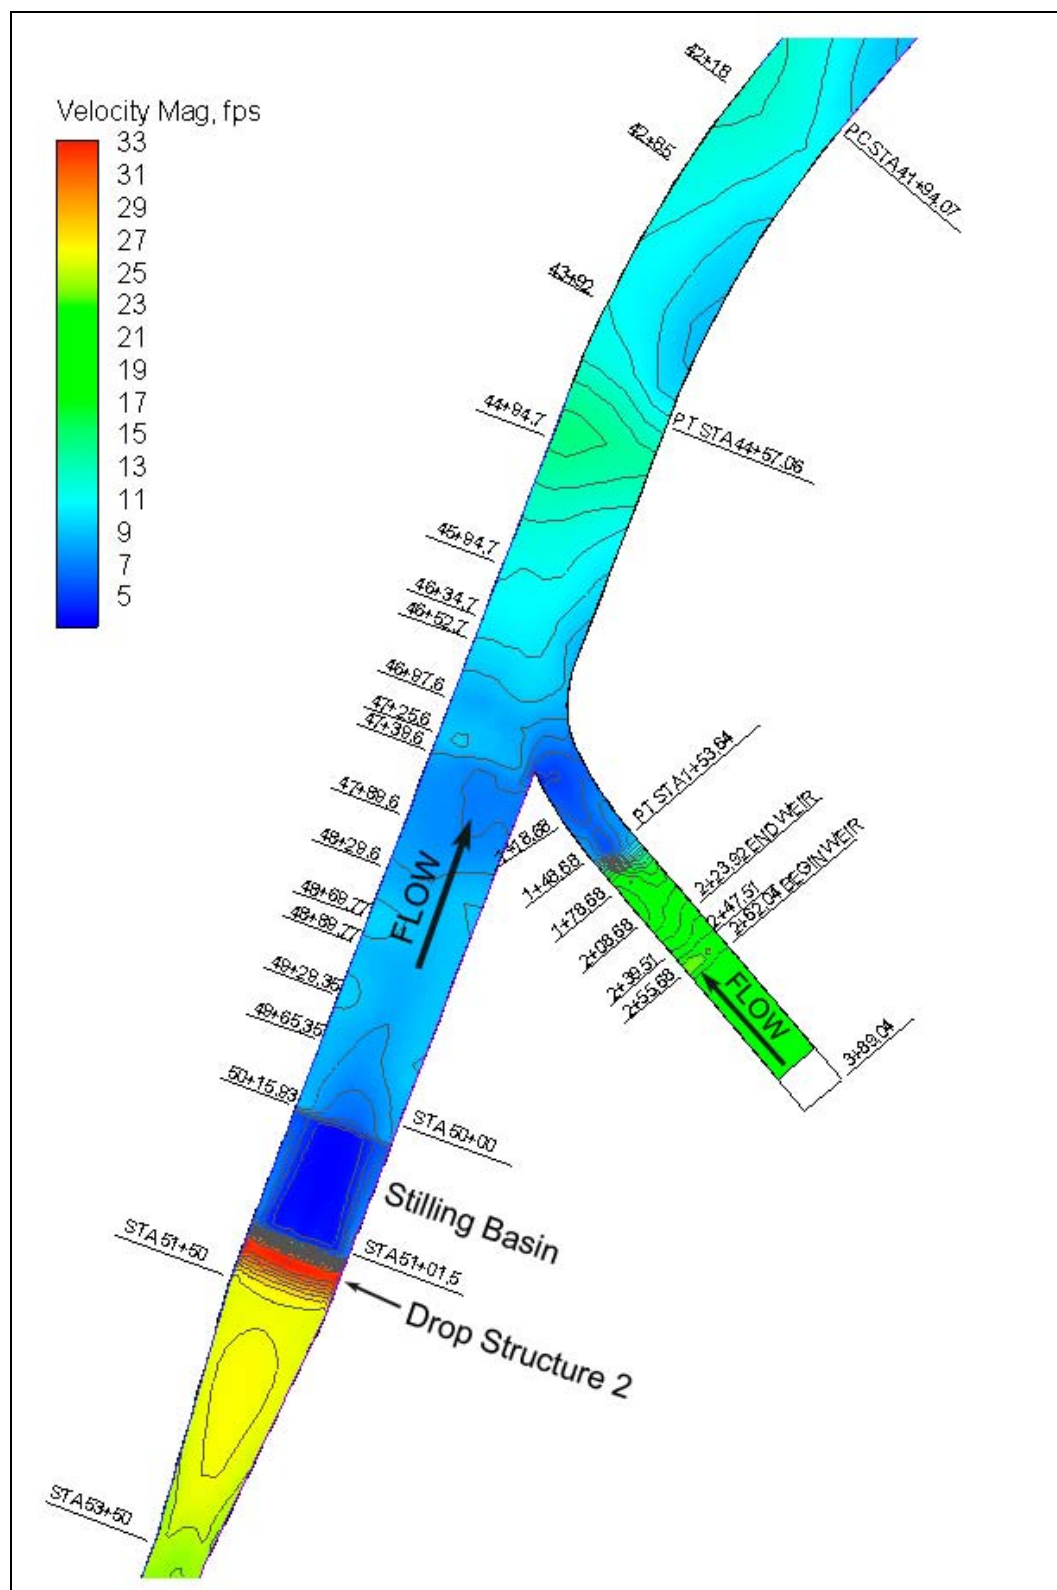 42+18
Velocity Mag, fps
33
31
29
27
25
23
21
19
17
15
13
11
9
7
5
42+85
PC STA 41+94.07
43+92
44+94.7
PT STA 44+57.06
45+94.7
46+34.7
46+52.7
46+97.6
47+25.6
47+39.6
PT STA 1+53.64
47+89.6
2+23.92 END WEIR
48+29.6
1+18.68
1+48.68
2+47.51
2+62.04 BEGIN WEIR
48+69.77
48+89.77
1+78.68
2+08.68
FLOW
49+29.35
2+39.51
2+55.68
FLOW
49+65.35
3+89.04
50+15.93
STA 50+00
Stilling Basin
STA 51+50
STA 51+01.5
Drop Structure 2
STA 53+50